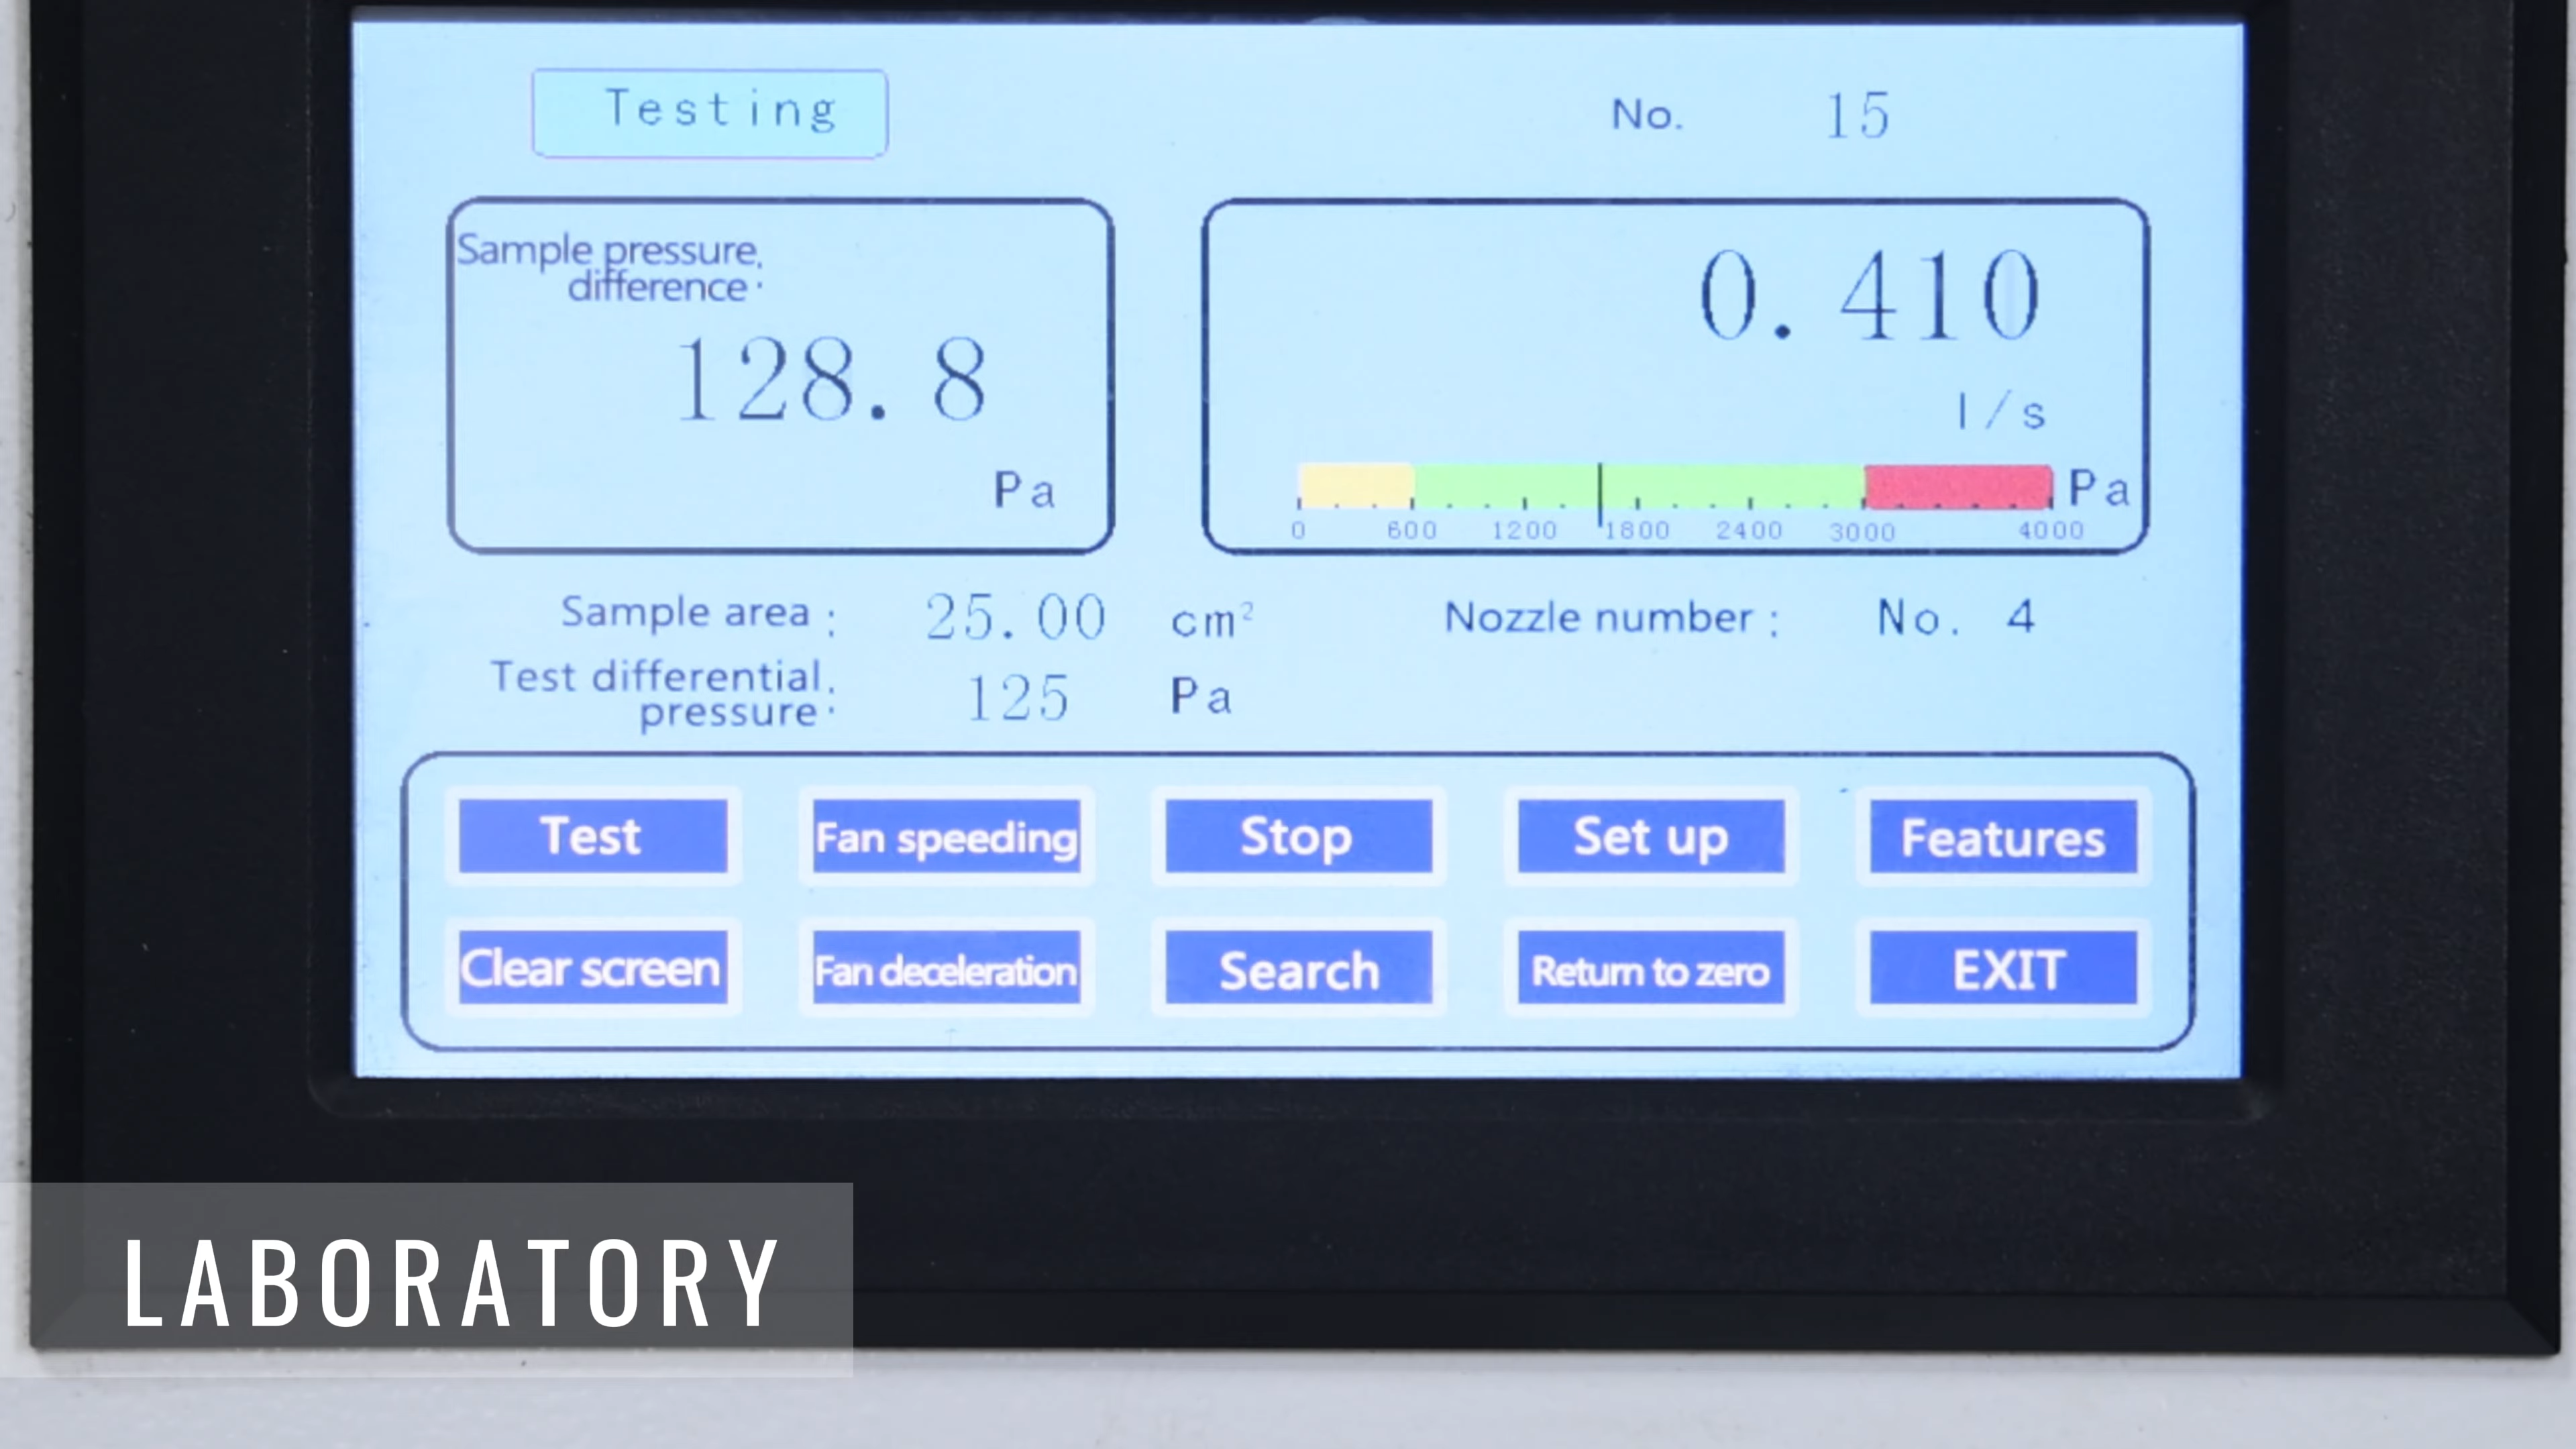 Testing
No. 15
Sample pressure
difference:
128.8
Pa
0.410
l/s
Pa
0 600 1200 1800 2400 3000 4000
Sample area: 25.00 cm²
Nozzle number: No. 4
Test differential
pressure: 125 Pa
Test Fan speeding Stop Set up Features
Clear screen Fan deceleration Search Return to zero EXIT
LABORATORY